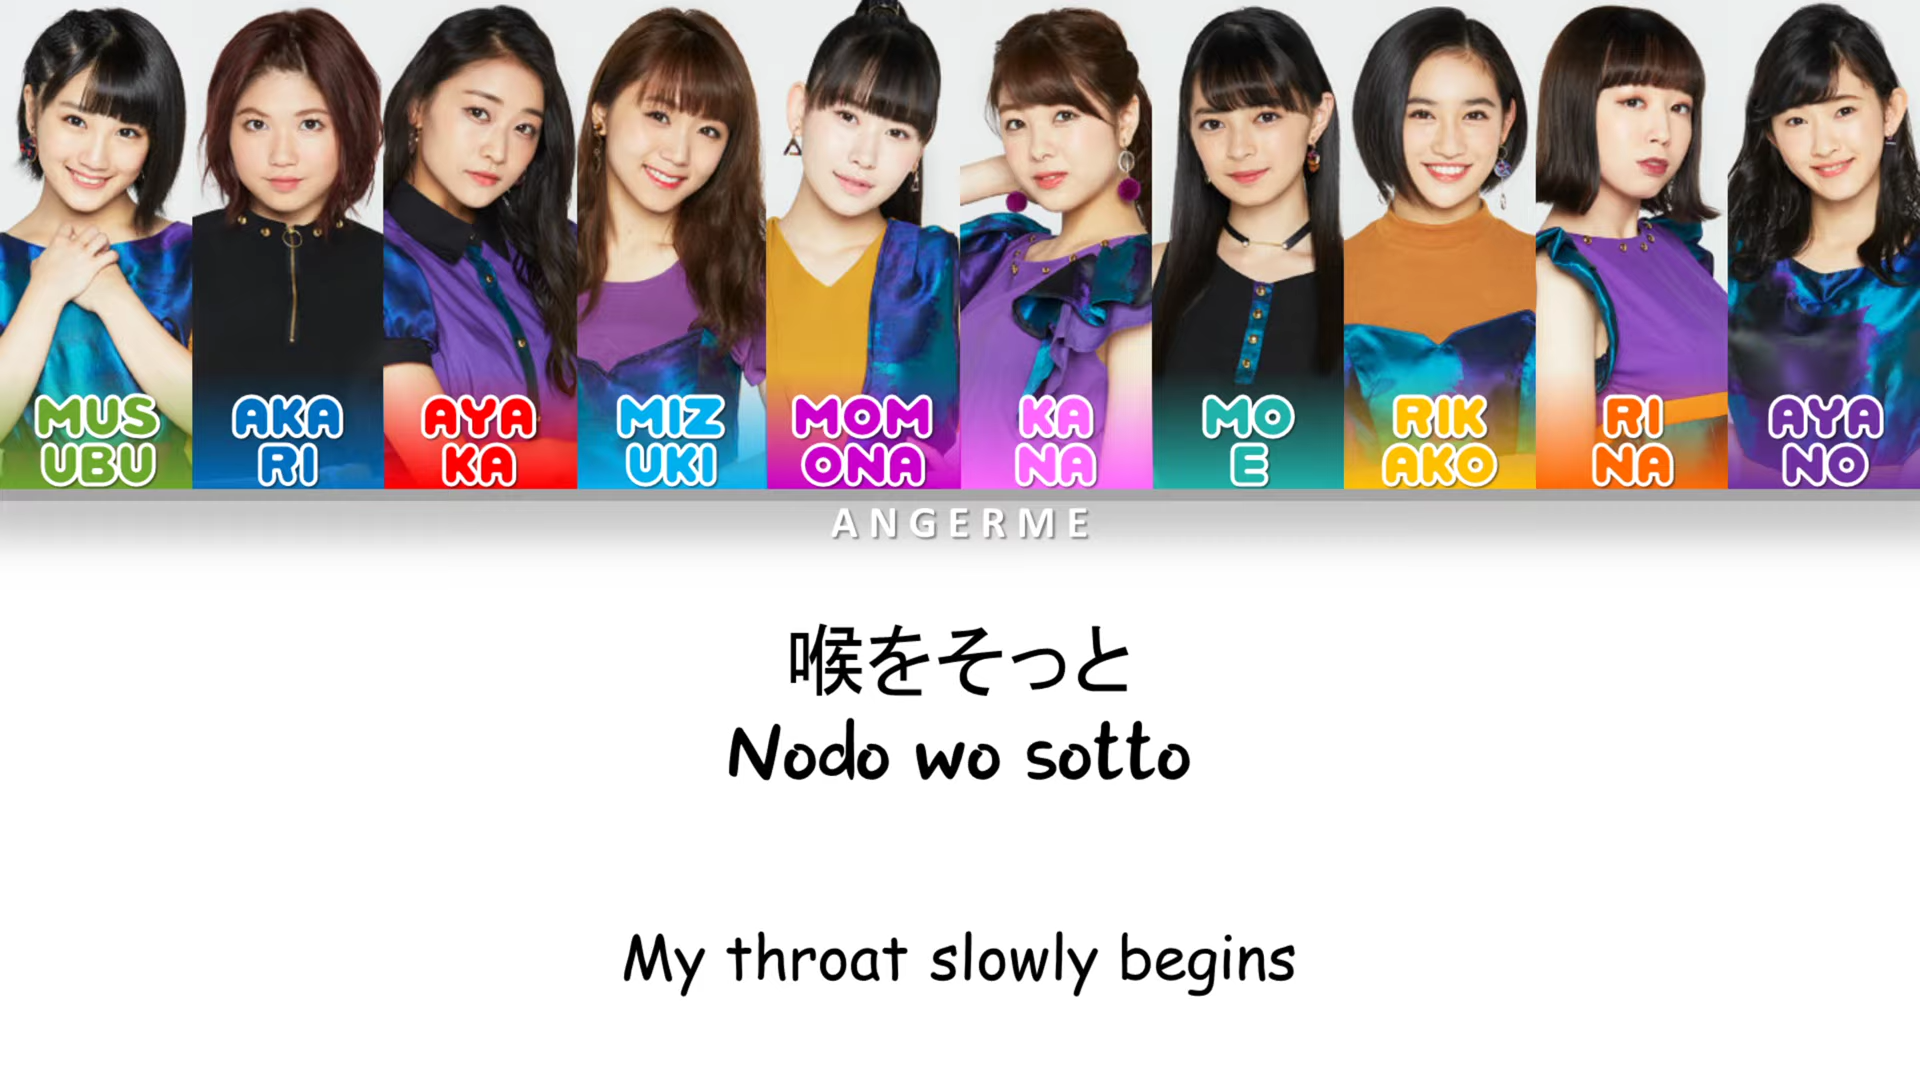 MUS
UBU
AKA
RI
AYA
KA
MIZ
UKI
MOM
ONA
KA
NA
MO
E
RIK
AKO
RI
NA
AYA
NO
ANGERME
喉をそっと
Nodo wo sotto
My throat slowly begins